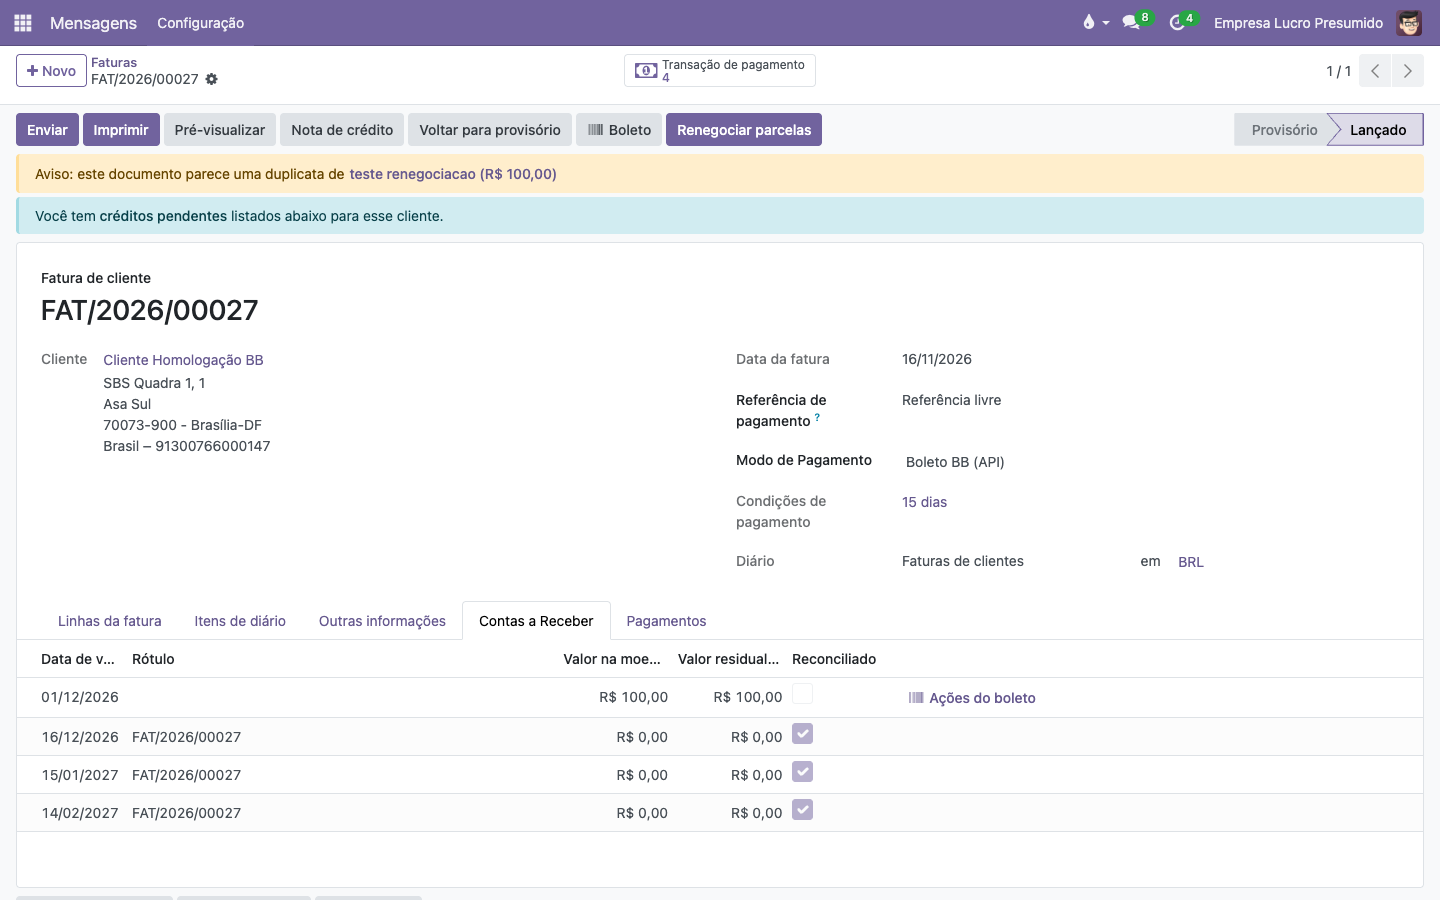 Mensagens
Configuração
8
4
Empresa Lucro Presumido
Novo
Faturas
FAT/2026/00027
Transação de pagamento
4
1 / 1
Enviar
Imprimir
Pré-visualizar
Nota de crédito
Voltar para provisório
Boleto
Renegociar parcelas
Provisório
Lançado
Aviso: este documento parece uma duplicata de teste renegociacao (R$ 100,00)
Você tem créditos pendentes listados abaixo para esse cliente.
Fatura de cliente
FAT/2026/00027
Cliente
Cliente Homologação BB
SBS Quadra 1, 1
Asa Sul
70073-900 - Brasília-DF
Brasil – 91300766000147
Data da fatura
16/11/2026
Referência de
pagamento ?
Referência livre
Modo de Pagamento
Boleto BB (API)
Condições de
pagamento
15 dias
Diário
Faturas de clientes
em
BRL
Linhas da fatura
Itens de diário
Outras informações
Contas a Receber
Pagamentos
Data de v... Rótulo Valor na moe... Valor residual... Reconciliado
01/12/2026 R$ 100,00 R$ 100,00 Ações do boleto
16/12/2026 FAT/2026/00027 R$ 0,00 R$ 0,00
15/01/2027 FAT/2026/00027 R$ 0,00 R$ 0,00
14/02/2027 FAT/2026/00027 R$ 0,00 R$ 0,00